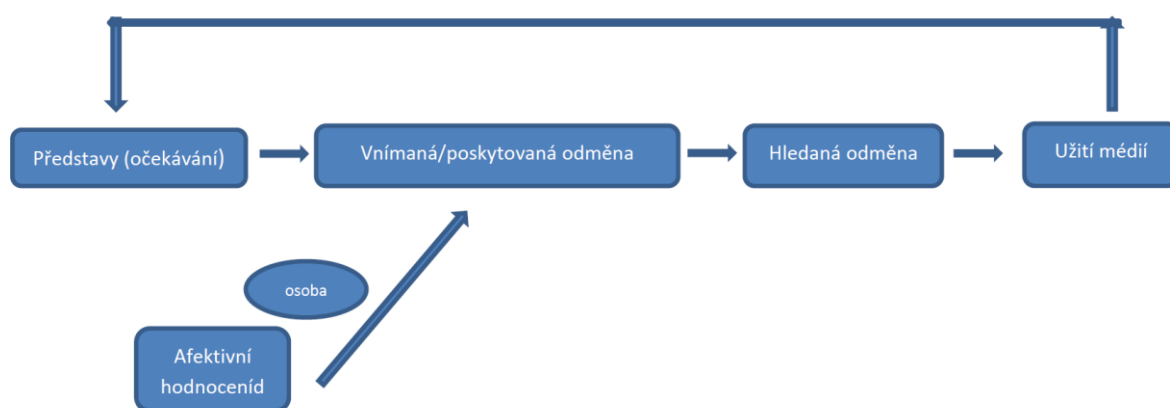 Představy (očekávání)
Vnímaná/poskytovaná odměna
Hledaná odměna
Užití médií
osoba
Afektivní
hodnoceníd